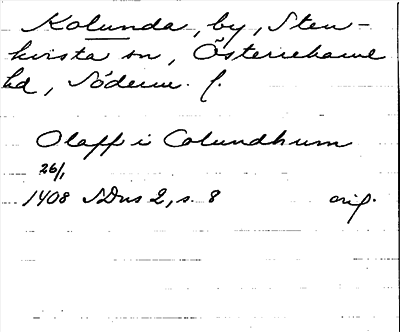 Kolunda, by, Sten-
kvista sn, Österrekarne
hd, Söderm. l.
Olaff i Colundhum
26/1
1408 SDns 2, s. 8 orig.